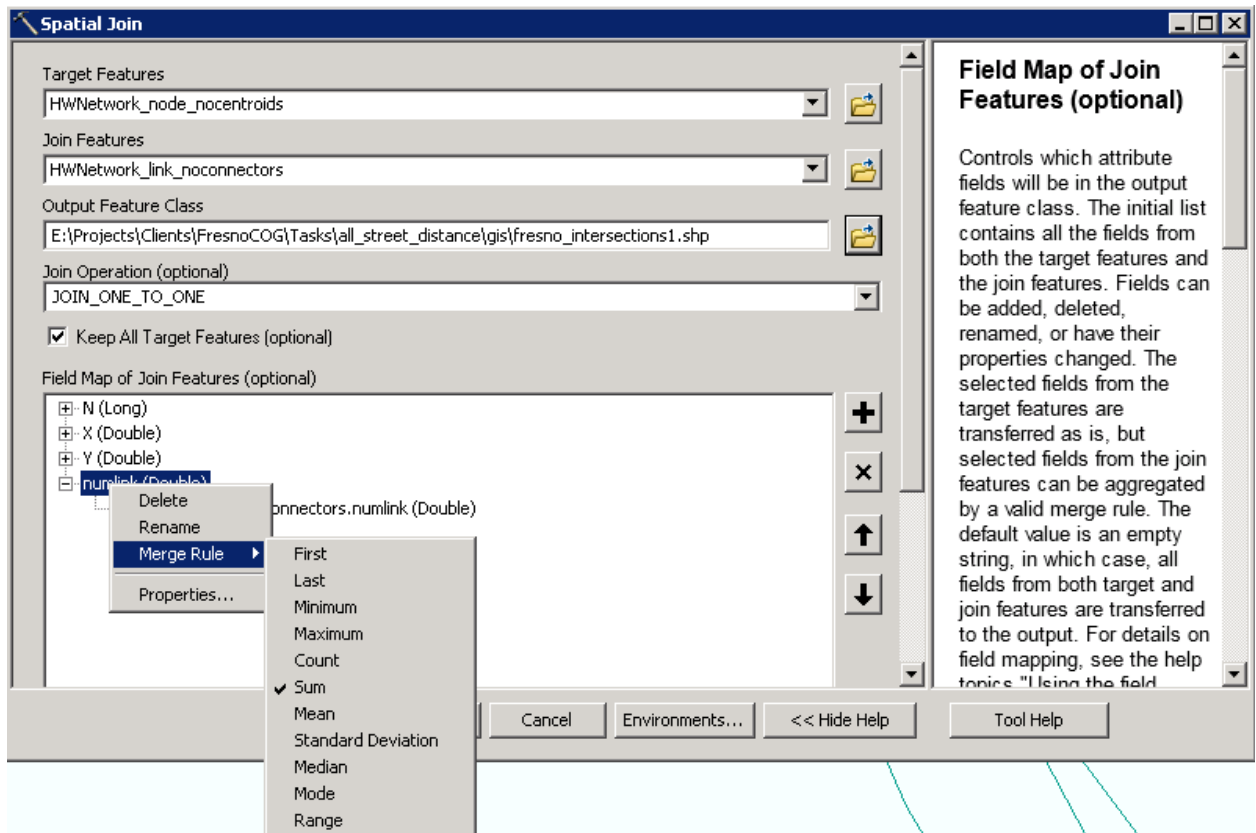 Spatial Join
Target Features
HWNetwork_node_nocentroids
Join Features
HWNetwork_link_noconnectors
Output Feature Class
E:\Projects\Clients\FresnoCOG\Tasks\all_street_distance\gis\fresno_intersections1.shp
Join Operation (optional)
JOIN_ONE_TO_ONE
Keep All Target Features (optional)
Field Map of Join Features (optional)
N (Long)
X (Double)
Y (Double)
numlink (Double)
onnectors.numlink (Double)
Delete
Rename
Merge Rule
Properties...
First
Last
Minimum
Maximum
Count
Sum
Mean
Standard Deviation
Median
Mode
Range
Cancel
Environments...
<< Hide Help
Tool Help
Field Map of Join
Features (optional)
Controls which attribute
fields will be in the output
feature class. The initial list
contains all the fields from
both the target features and
the join features. Fields can
be added, deleted,
renamed, or have their
properties changed. The
selected fields from the
target features are
transferred as is, but
selected fields from the join
features can be aggregated
by a valid merge rule. The
default value is an empty
string, in which case, all
fields from both target and
join features are transferred
to the output. For details on
field mapping, see the help
topics "Using the field